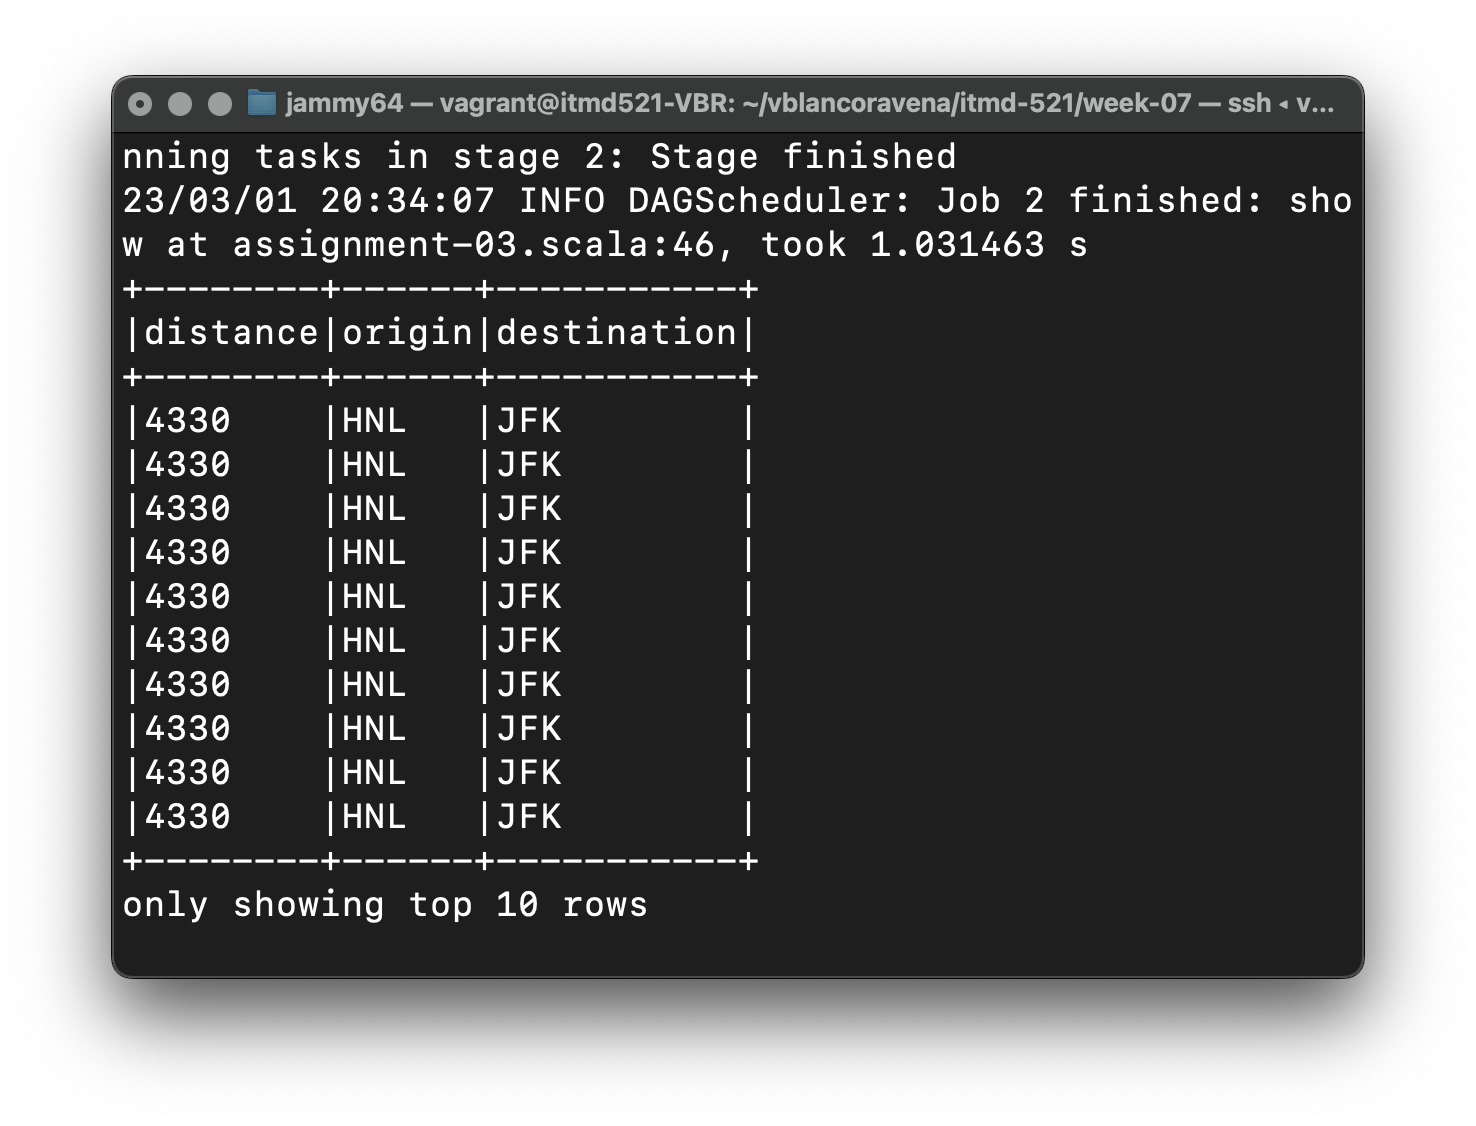 jammy64 — vagrant@itmd521-VBR: ~/vblancoravena/itmd-521/week-07 — ssh ◂ v...
nning tasks in stage 2: Stage finished
23/03/01 20:34:07 INFO DAGScheduler: Job 2 finished: sho
w at assignment-03.scala:46, took 1.031463 s
+--------+------+-----------+
|distance|origin|destination|
+--------+------+-----------+
|4330    |HNL   |JFK        |
|4330    |HNL   |JFK        |
|4330    |HNL   |JFK        |
|4330    |HNL   |JFK        |
|4330    |HNL   |JFK        |
|4330    |HNL   |JFK        |
|4330    |HNL   |JFK        |
|4330    |HNL   |JFK        |
|4330    |HNL   |JFK        |
|4330    |HNL   |JFK        |
+--------+------+-----------+
only showing top 10 rows